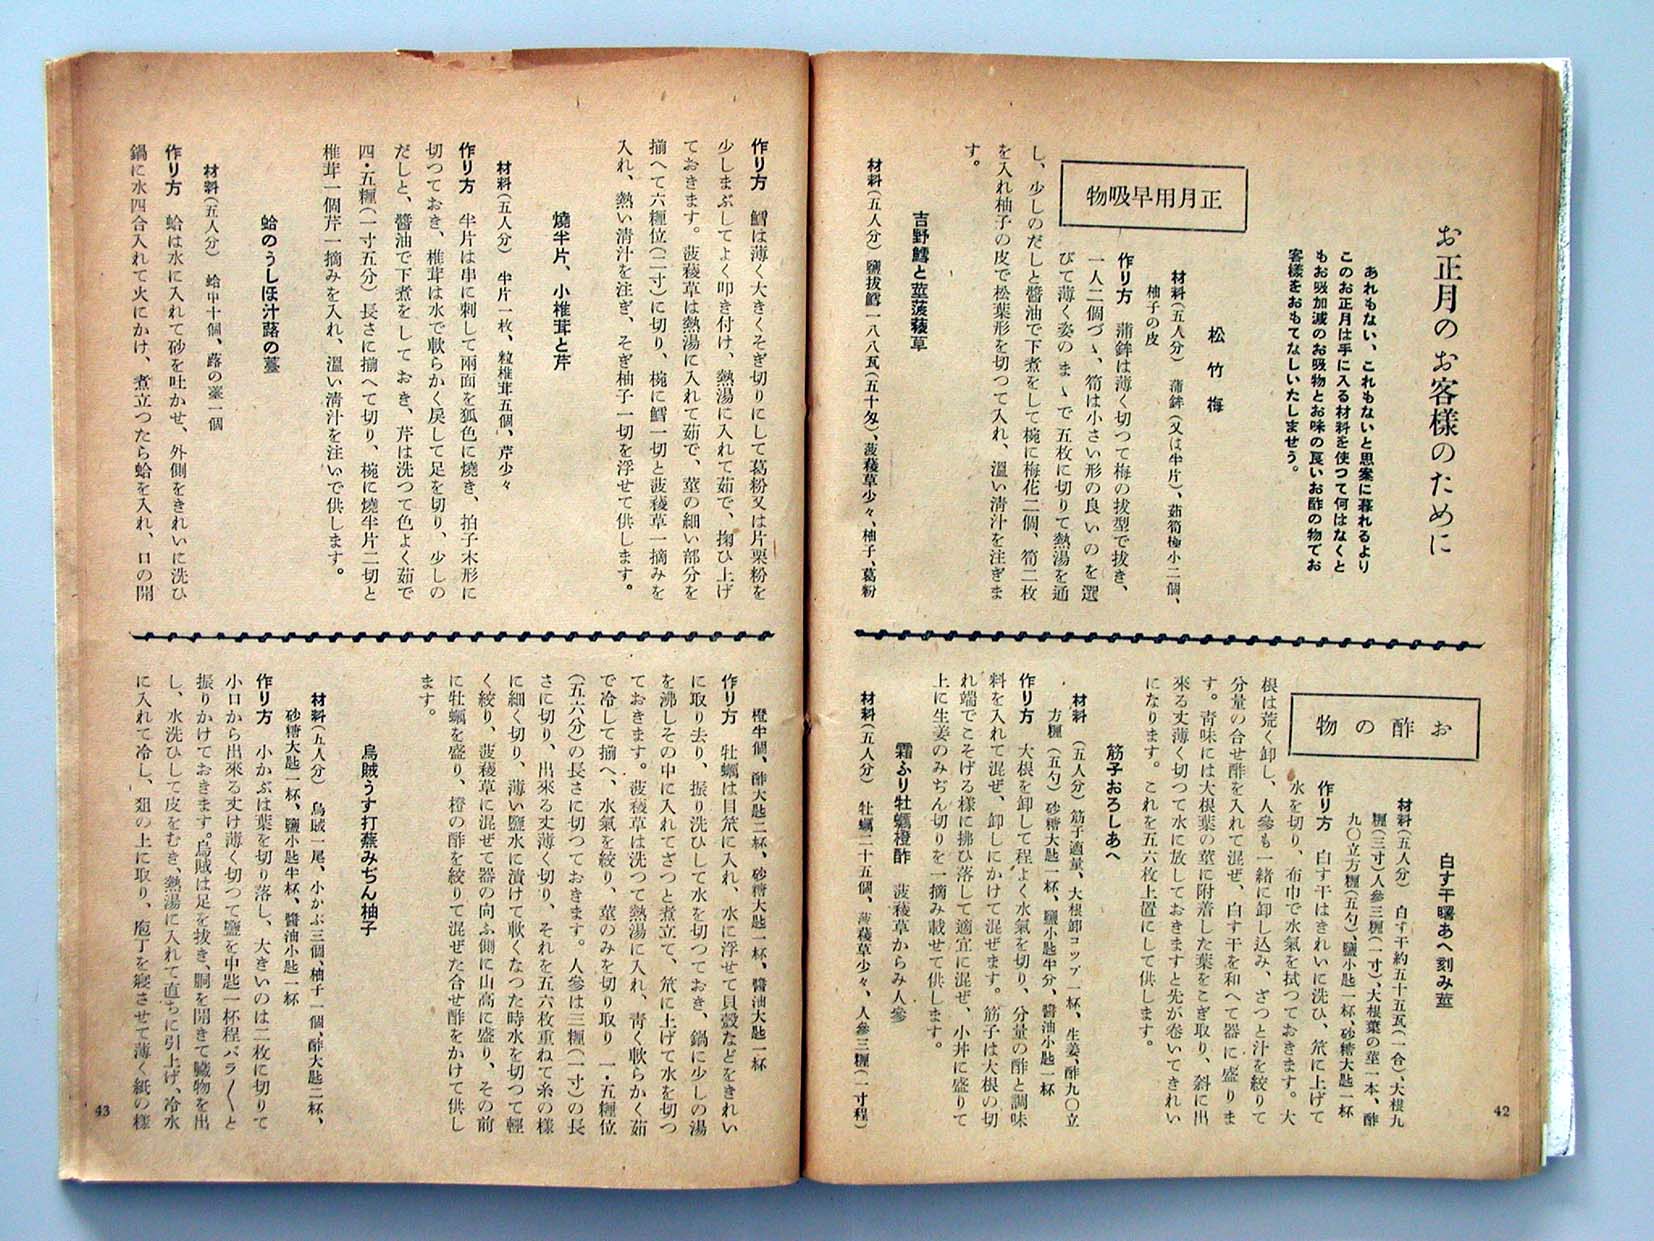 お正月のお客様のために
あれもない、これもないと思案に暮れるより
このお正月は手に入る材料を使つて何はなくと
もお吸加減のお吸物とお味の良いお酢の物でお
客様をおもてなしいたしませう。
正月用早吸物
松竹梅
材料(五人分) 蒲鉾(又は半片)、茹筍極小二個、
柚子の皮
作り方 蒲鉾は薄く切つて梅の抜型で抜き、
一人二個づゝ、筍は小さい形の良いのを選
びて薄く姿のまゝで五枚に切りて熱湯を通
し、少しのだしと醤油で下煮をして椀に梅花二個、筍二枚
を入れ柚子の皮で松葉形を切つて入れ、溫い淸汁を注ぎま
す。
吉野鱈と莖菠薐草
材料(五人分)鹽拔鱈一八八瓦(五十匁)、菠薐草少々、柚子、葛粉
お酢の物
白す干曙あへ刻み莖
材料(五人分) 白す干約五十五瓦(一合)、大根九
糎(三寸)人參三糎(一寸)、大根葉の莖一本、酢
九〇立方糎(五勺)、鹽小匙一杯、砂糖大匙一杯
作り方 白す干はきれいに洗ひ、笊に上げて
水を切り、布巾で水氣を拭つておきます。大
根は荒く卸し、人參も一緖に卸し込み、ざつと汁を絞りて
分量の合せ酢を入れて混ぜ、白す干を和へて器に盛りま
す。靑味には大根葉の莖に附着した葉をこぎ取り、斜に出
來る丈薄く切つて水に放しておきますと先が卷いてきれい
になります。これを五六枚上置にして供します。
筋子おろしあへ
材料 (五人分)筋子適量、大根卸コップ一杯、生姜、酢九〇立
方糎(五勺)砂糖大匙一杯、鹽小匙半分、醬油小匙一杯
作り方 大根を卸して程よく水氣を切り、分量の酢と調味
料を入れて混ぜ、卸しにかけて混ぜます。筋子は大根の切
れ端でこそげる樣に拂ひ落して適宜に混ぜ、小丼に盛りて
上に生姜のみぢん切りを一摘み載せて供します。
霜ふり牡蠣橙酢 菠薐草からみ人參
材料(五人分) 牡蠣二十五個、菠薐草少々、人參三糎(一寸程)
42
作り方 鱈は薄く大きくそぎ切りにして葛粉又は片栗粉を
少しまぶしてよく叩き付け、熱湯に入れて茹で、掬ひ上げ
ておきます。菠薐草は熱湯に入れて茹で、莖の細い部分を
揃へて六糎位(二寸)に切り、椀に鱈一切と菠薐草一摘みを
入れ、熱い淸汁を注ぎ、そぎ柚子一切を浮せて供します。
燒半片、小椎茸と芹
材料(五人分) 半片一枚、粒椎茸五個、芹少々
作り方 半片は串に刺して兩面を狐色に燒き、拍子木形に
切つておき、椎茸は水で軟らかく戾して足を切り、少しの
だしと、醬油で下煮をしておき、芹は洗つて色よく茹で
四・五糎(一寸五分)長さに揃へて切り、椀に燒半片二切と
椎茸一個芹一摘みを入れ、溫い淸汁を注いで供します。
蛤のうしほ汁蕗の薹
材料(五人分) 蛤中十個、蕗の薹一個
作り方 蛤は水に入れて砂を吐かせ、外側をきれいに洗ひ
鍋に水四合入れて火にかけ、煮立つたら蛤を入れ、口の開
橙半個、酢大匙二杯、砂糖大匙一杯、醬油大匙一杯
作り方 牡蠣は目笊に入れ、水に浮せて貝殼などをきれい
に取り去り、振り洗ひして水を切つておき、鍋に少しの湯
を沸しその中に入れてざつと煮立て、笊に上げて水を切つ
ておきます。菠薐草は洗つて熱湯に入れ、靑く軟らかく茹
で冷して揃へ、水氣を絞り、莖のみを切り取り一・五糎位
(五六分)の長さに切つておきます。人參は三糎(一寸)の長
さに切り、出來る丈薄く切り、それを五六枚重ねて糸の樣
に細く切り、薄い鹽水に漬けて軟くなつた時水を切つて輕
く絞り、菠薐草に混ぜて器の向ふ側に山高に盛り、その前
に牡蠣を盛り、橙の酢を絞りて混ぜた合せ酢をかけて供し
ます。
烏賊うす打蕪みぢん柚子
材料(五人分) 烏賊一尾、小かぶ三個、柚子一個、酢大匙二杯、
砂糖大匙一杯、鹽小匙半杯、醬油小匙一杯
作り方 小かぶは葉を切り落し、大きいのは二枚に切りて
小口から出來る丈け薄く切つて鹽を中匙一杯程バラ〳〵と
振りかけておきます。烏賊は足を拔き、胴を開きて臟物を出
し、水洗ひして皮をむき、熱湯に入れて直ちに引上げ、冷水
に入れて冷し、俎の上に取り、庖丁を寢させて薄く紙の樣
43